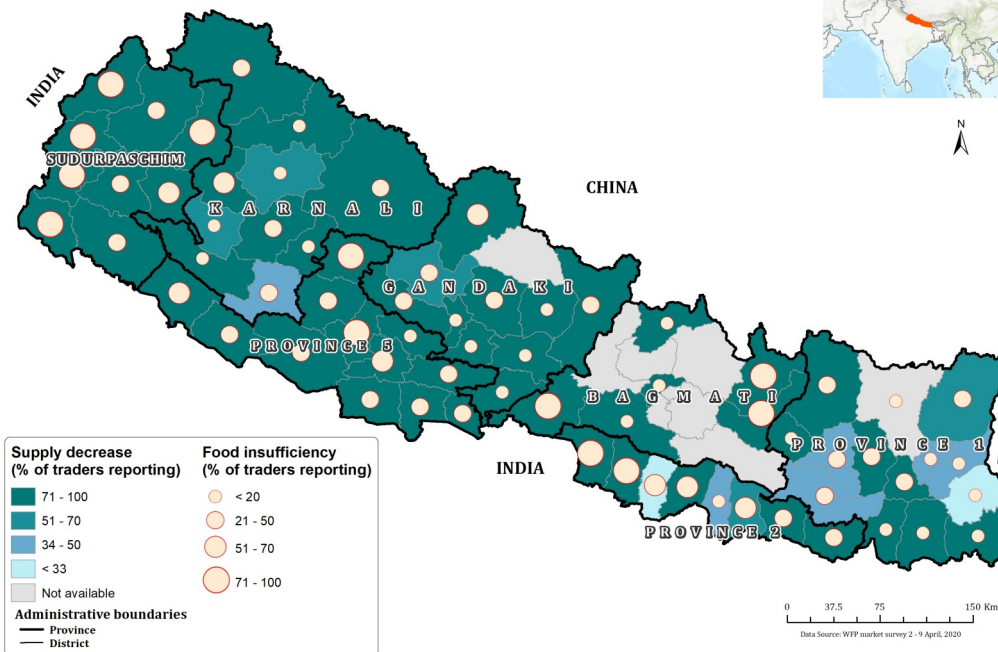 INDIA
N
CHINA
SUDURPASCHIM
KARNALI
GANDAKI
PROVINCE 5
BAGMATI
PROVINCE 1
INDIA
PROVINCE 2
Supply decrease
(% of traders reporting)
71 - 100
51 - 70
34 - 50
< 33
Not available
Food insufficiency
(% of traders reporting)
< 20
21 - 50
51 - 70
71 - 100
Administrative boundaries
Province
District
0 37.5 75 150 Km
Data Source: WFP market survey 2 - 9 April, 2020